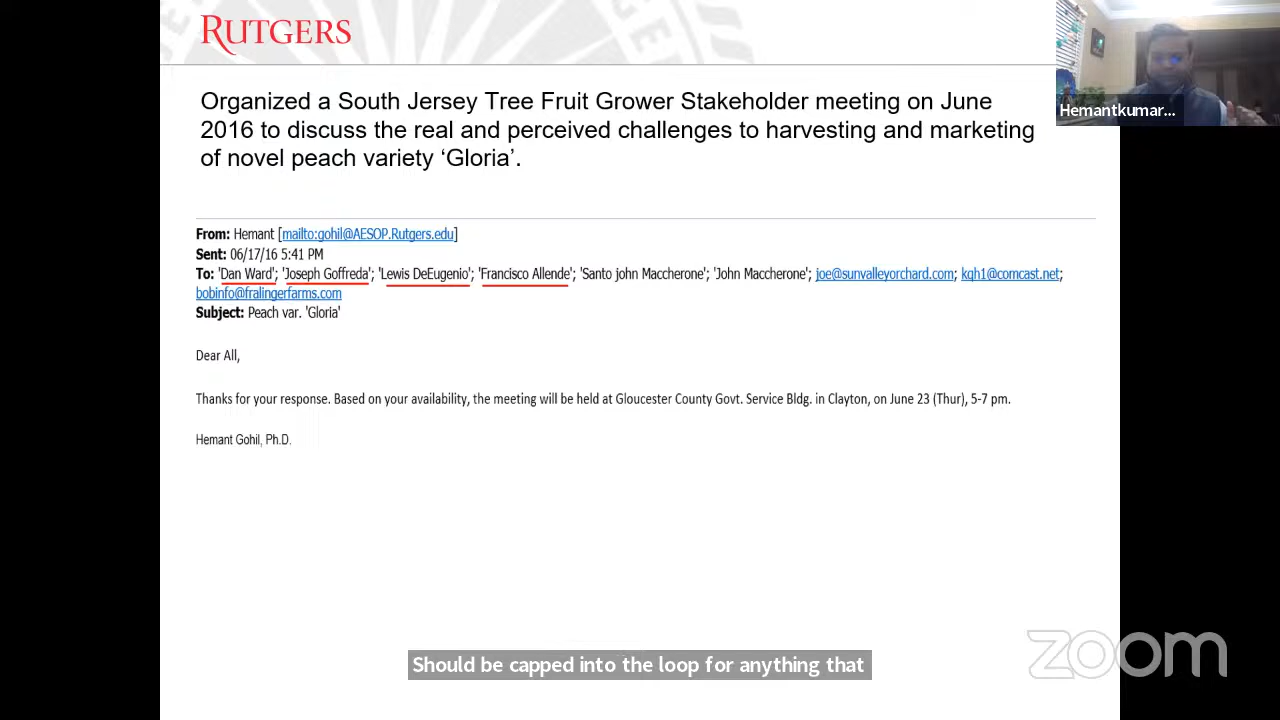 RUTGERS
Organized a South Jersey Tree Fruit Grower Stakeholder meeting on June
2016 to discuss the real and perceived challenges to harvesting and marketing
of novel peach variety ‘Gloria’.
Hemantkumar...
From: Hemant [mailto:gohil@AESOP.Rutgers.edu]
Sent: 06/17/16 5:41 PM
To: 'Dan Ward'; 'Joseph Goffreda'; 'Lewis DeEugenio'; 'Francisco Allende'; 'Santo john Maccherone'; 'John Maccherone'; joe@sunvalleyorchard.com; kgh1@comcast.net;
bobinfo@fralingerfarms.com
Subject: Peach var. 'Gloria'
Dear All,
Thanks for your response. Based on your availability, the meeting will be held at Gloucester County Govt. Service Bldg. in Clayton, on June 23 (Thur), 5-7 pm.
Hemant Gohil, Ph.D.
Should be capped into the loop for anything that
zoom